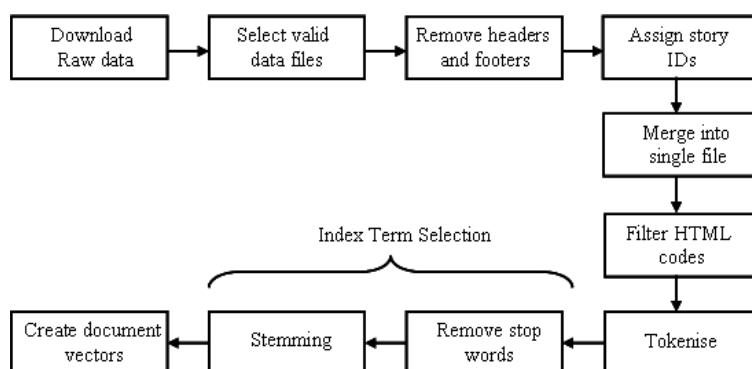 Download
Raw data
Select valid
data files
Remove headers
and footers
Assign story
IDs
Merge into
single file
Filter HTML
codes
Index Term Selection
Tokenise
Remove stop
words
Stemming
Create document
vectors